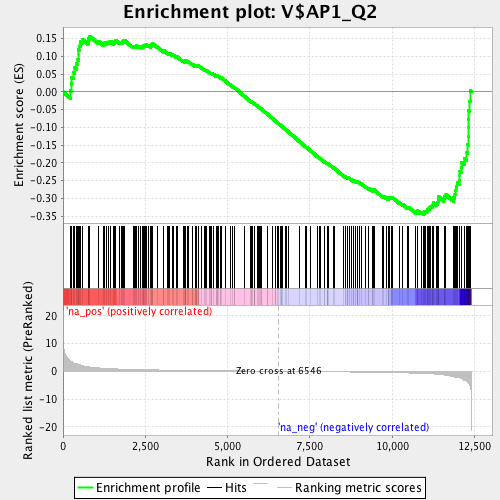 Enrichment plot: V$AP1_Q2
Enrichment score (ES)
0.15
0.10
0.05
0.00
-0.05
-0.10
-0.15
-0.20
-0.25
-0.30
-0.35
'na_pos' (positively correlated)
Ranked list metric (PreRanked)
20
10
0
-10
-20
Zero cross at 6546
'na_neg' (negatively correlated)
0
2,500
5,000
7,500
10,000
12,500
Rank in Ordered Dataset
Enrichment profile
Hits
Ranking metric scores